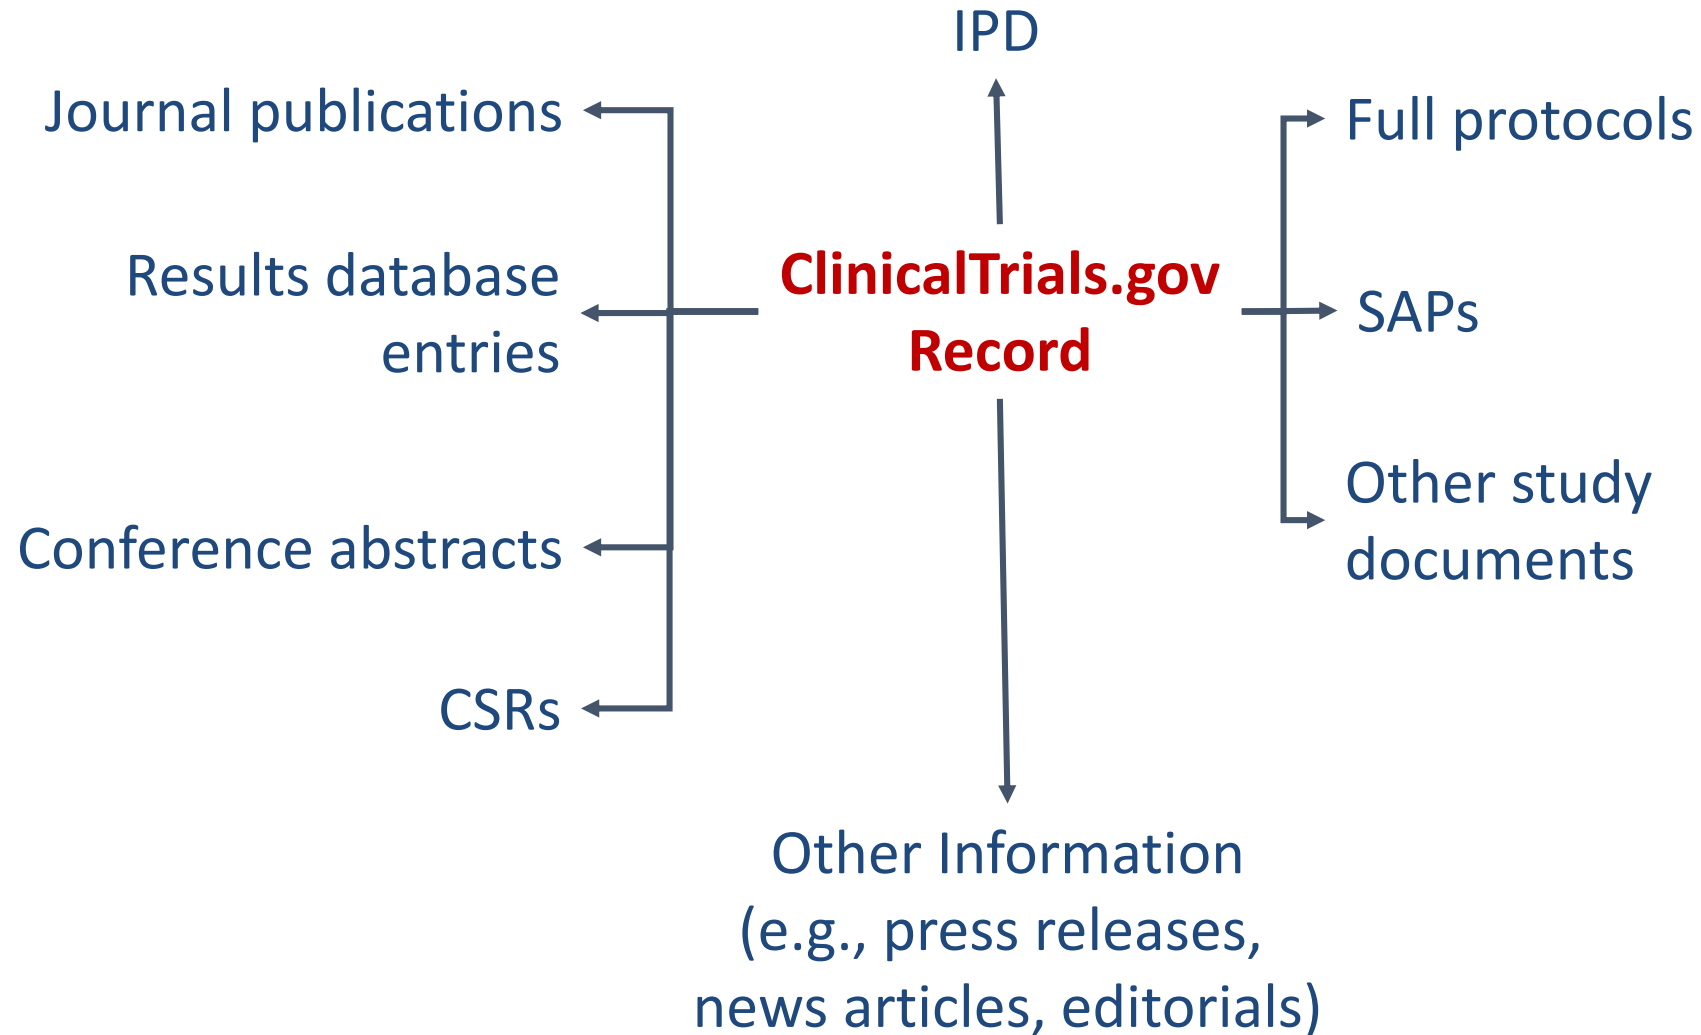 IPD
Journal publications
Full protocols
Results database
entries
ClinicalTrials.gov
Record
SAPs
Other study
documents
Conference abstracts
CSRs
Other Information
(e.g., press releases,
news articles, editorials)